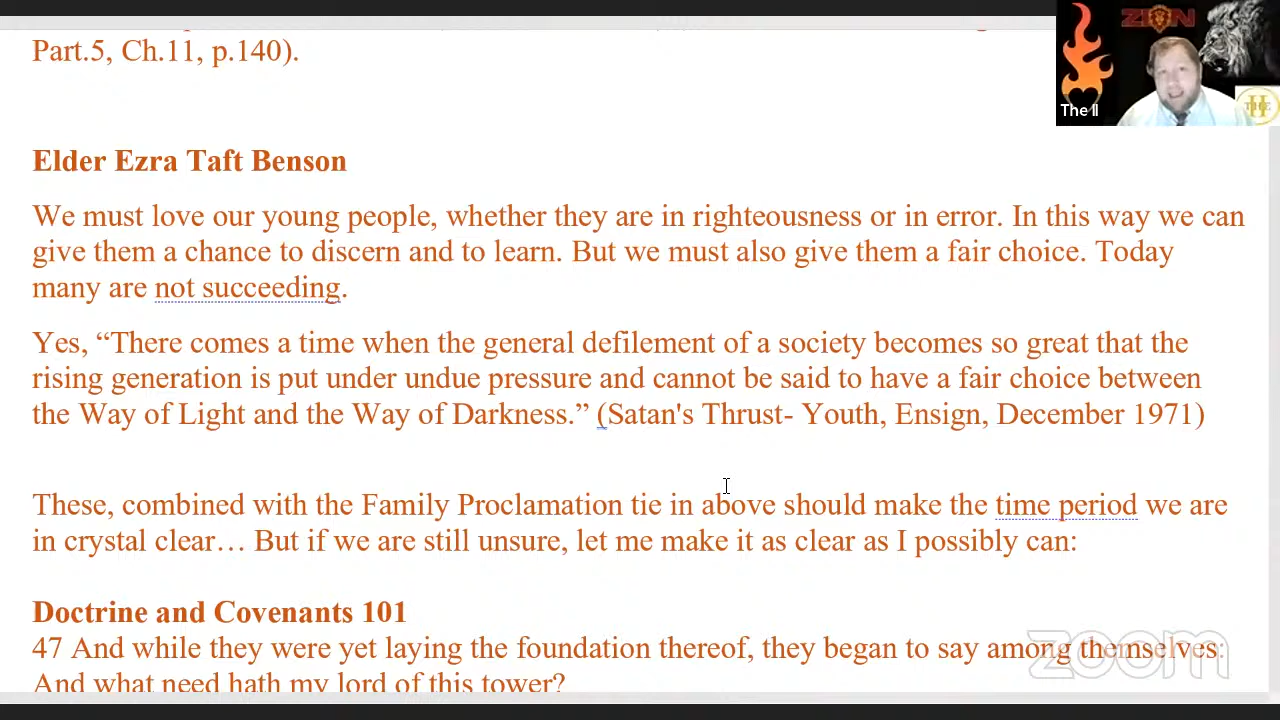 Part.5, Ch.11, p.140).
ZION
The II
THE
II
Elder Ezra Taft Benson
We must love our young people, whether they are in righteousness or in error. In this way we can
give them a chance to discern and to learn. But we must also give them a fair choice. Today
many are not succeeding.
Yes, “There comes a time when the general defilement of a society becomes so great that the
rising generation is put under undue pressure and cannot be said to have a fair choice between
the Way of Light and the Way of Darkness.” (Satan's Thrust- Youth, Ensign, December 1971)
These, combined with the Family Proclamation tie in above should make the time period we are
in crystal clear… But if we are still unsure, let me make it as clear as I possibly can:
Doctrine and Covenants 101
47 And while they were yet laying the foundation thereof, they began to say among themselves:
And what need hath my lord of this tower?
zoom